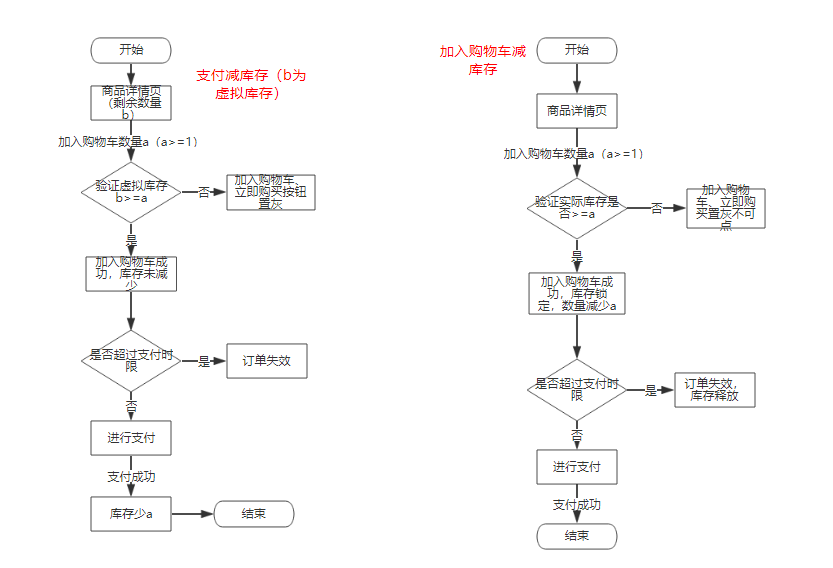 开始
支付减库存（b为
虚拟库存）
商品详情页
（剩余数量
b）
加入购物车数量a（a>=1）
验证虚拟库存
b>=a
否
加入购物车、
立即购买按钮
置灰
是
加入购物车成
功，库存未减
少
是否超过支付时
限
是
订单失效
否
进行支付
支付成功
库存少a
结束
加入购物车减
库存
开始
商品详情页
加入购物车数量a（a>=1）
验证实际库存是
否>=a
否
加入购物
车、立即购
买置灰不可
点
是
加入购物车成
功，库存锁
定，数量减少a
是否超过支付时
限
是
订单失效，
库存释放
否
进行支付
支付成功
结束